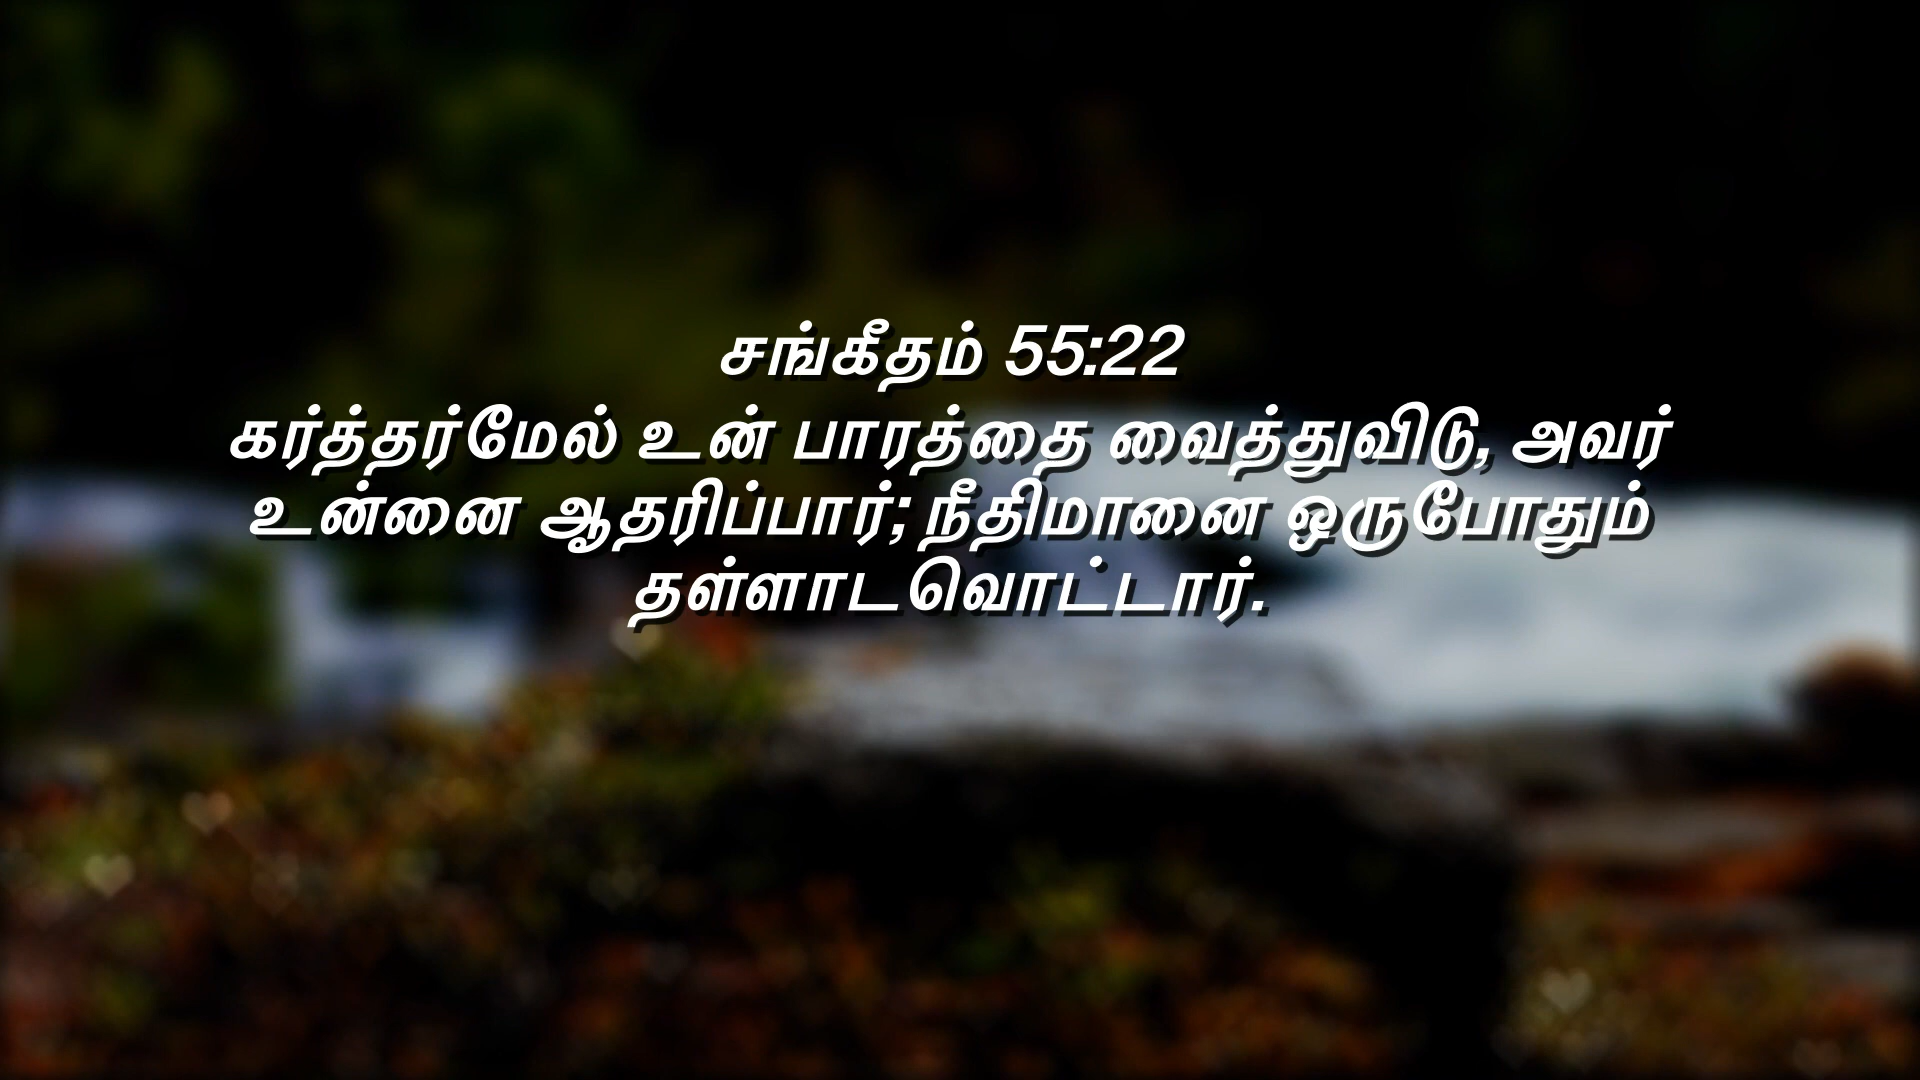 சங்கீதம் 55:22
கர்த்தர்மேல் உன் பாரத்தை வைத்துவிடு, அவர்
உன்னை ஆதரிப்பார்; நீதிமானை ஒருபோதும்
தள்ளாடவொட்டார்.